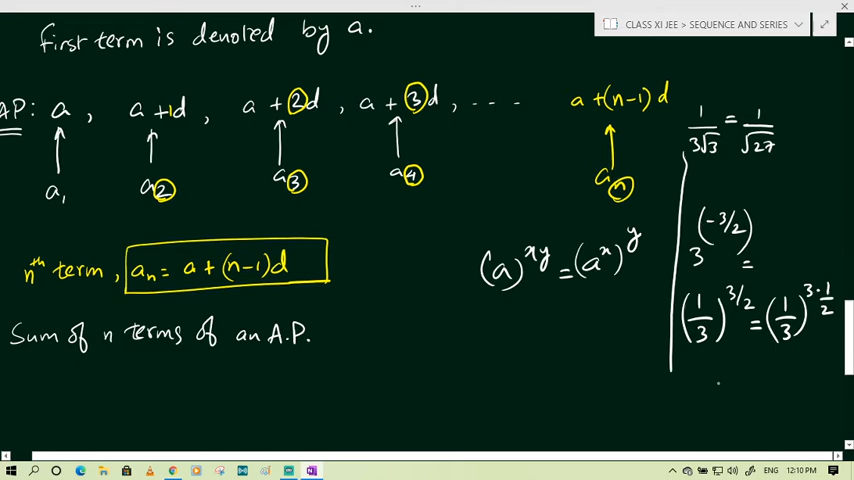 CLASS XI JEE > SEQUENCE AND SERIES
first term is denoted by a.
AP: a, a+1d, a+2d, a+3d, .... a+(n-1)d
a₁ a2 a3 a4 an
nᵗʰ term, an = a+(n-1)d
Sum of n terms of an A.P.
(a)^xy = (a^x)^y
1/3√3 = 1/√27
3^(-3/2) =
(1/3)^3/2 = (1/3)^3·1/2
ENG 12:10 PM